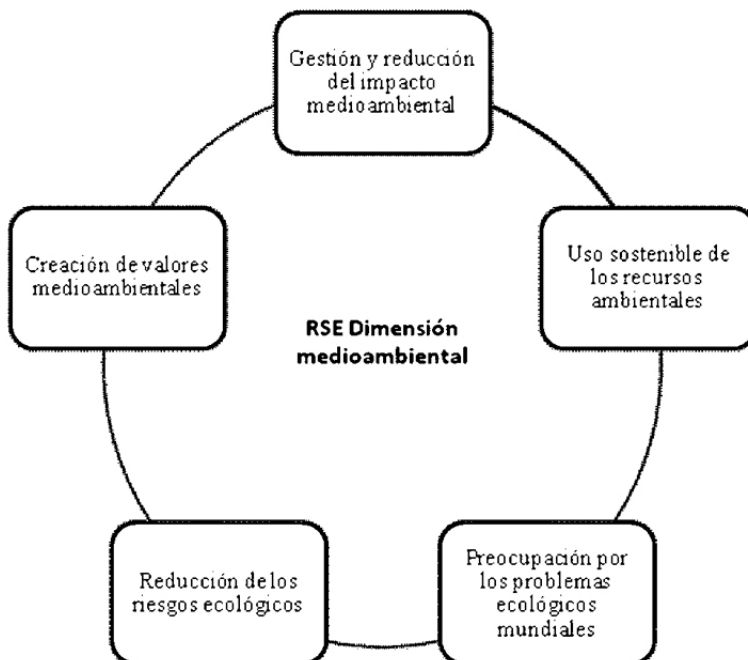 Gestión y reducción
del impacto
medioambiental
Creación de valores
medioambientales
Uso sostenible de
los recursos
ambientales
RSE Dimensión
medioambiental
Reducción de los
riesgos ecológicos
Preocupación por
los problemas
ecológicos
mundiales